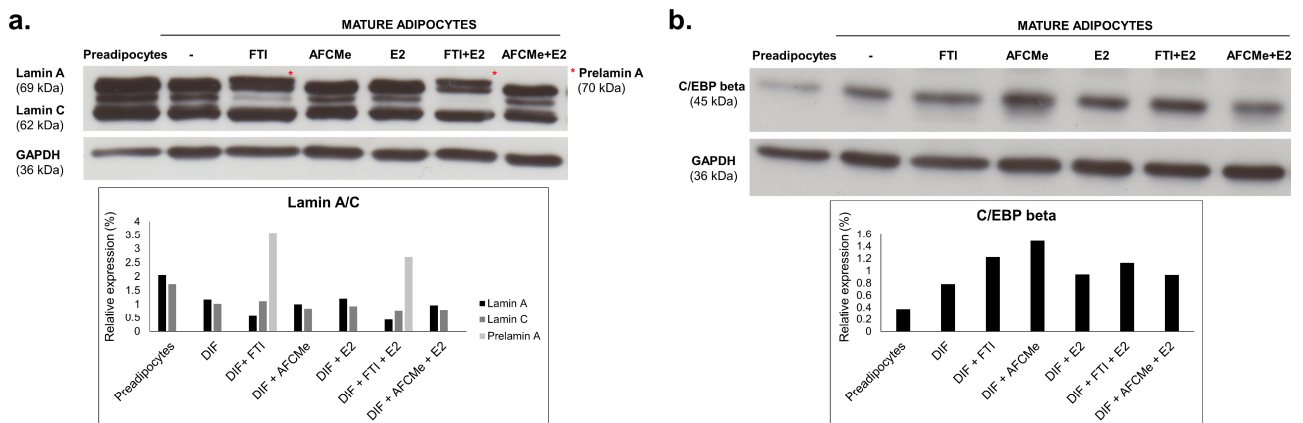 a.
MATURE ADIPOCYTES
Preadipocytes - FTI AFCMe E2 FTI+E2 AFCMe+E2
Lamin A
(69 kDa)
* * * Prelamin A
(70 kDa)
Lamin C
(62 kDa)
GAPDH
(36 kDa)
Lamin A/C
Relative expression (%)
4
3.5
3
2.5
2
1.5
1
0.5
0
Preadipocytes
DIF
DIF+ FTI
DIF + AFCMe
DIF + E2
DIF + FTI + E2
DIF + AFCMe + E2
Lamin A
Lamin C
Prelamin A
b.
MATURE ADIPOCYTES
Preadipocytes - FTI AFCMe E2 FTI+E2 AFCMe+E2
C/EBP beta
(45 kDa)
GAPDH
(36 kDa)
C/EBP beta
Relative expression (%)
1.6
1.4
1.2
1
0.8
0.6
0.4
0.2
0
Preadipocytes
DIF
DIF + FTI
DIF + AFCMe
DIF + E2
DIF + FTI + E2
DIF + AFCMe + E2